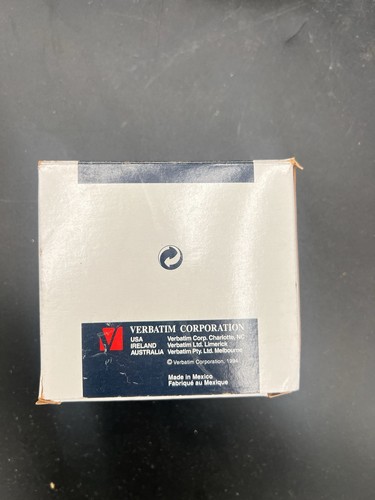 VERBATIM CORPORATION
USA Verbatim Corp. Charlotte, NC
IRELAND Verbatim Ltd. Limerick
AUSTRALIA Verbatim Pty. Ltd. Melbourne
© Verbatim Corporation, 1994.
Made in Mexico
Fabriqué au Mexique